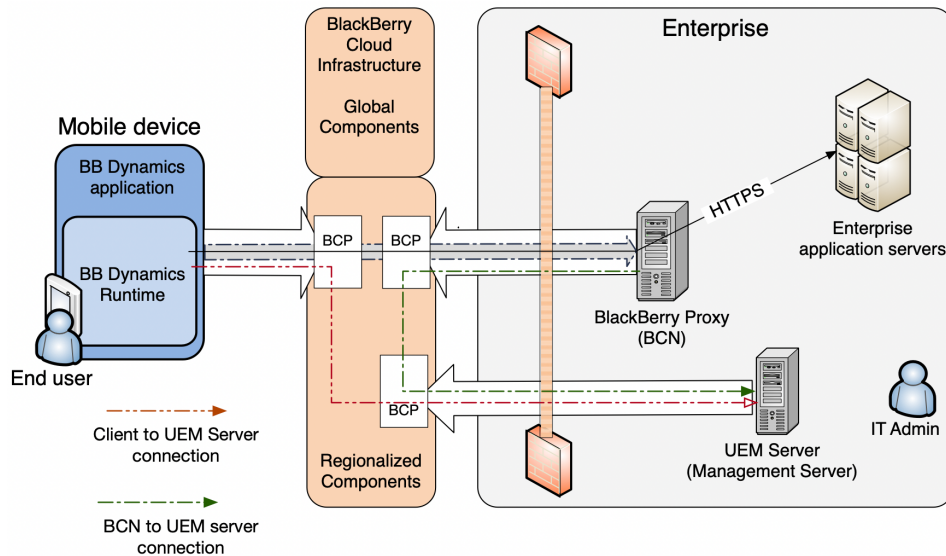 BlackBerry
Cloud
Infrastructure
Global
Components
Enterprise
Mobile device
BB Dynamics
application
BB Dynamics
Runtime
End user
BCP
BCP
BCP
HTTPS
Enterprise
application servers
BlackBerry Proxy
(BCN)
UEM Server
(Management Server)
IT Admin
Regionalized
Components
Client to UEM Server
connection
BCN to UEM server
connection